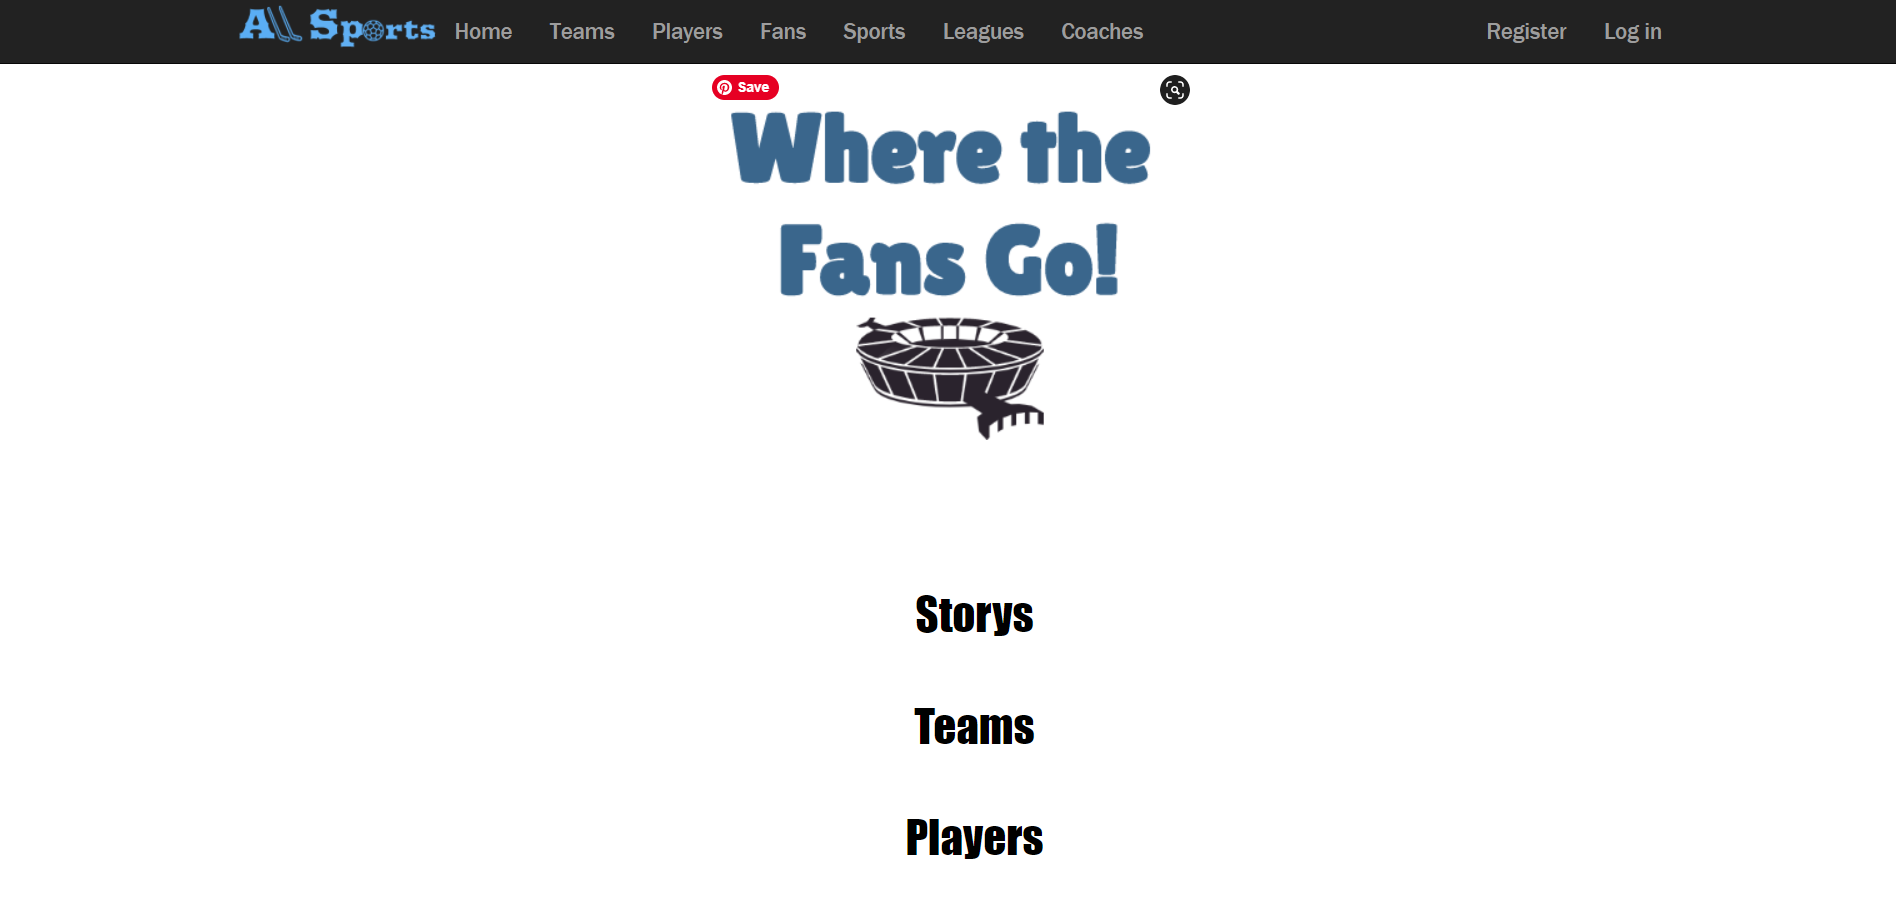 All Sports Home Teams Players Fans Sports Leagues Coaches Register Log in
Save
Where the
Fans Go!
Storys
Teams
Players